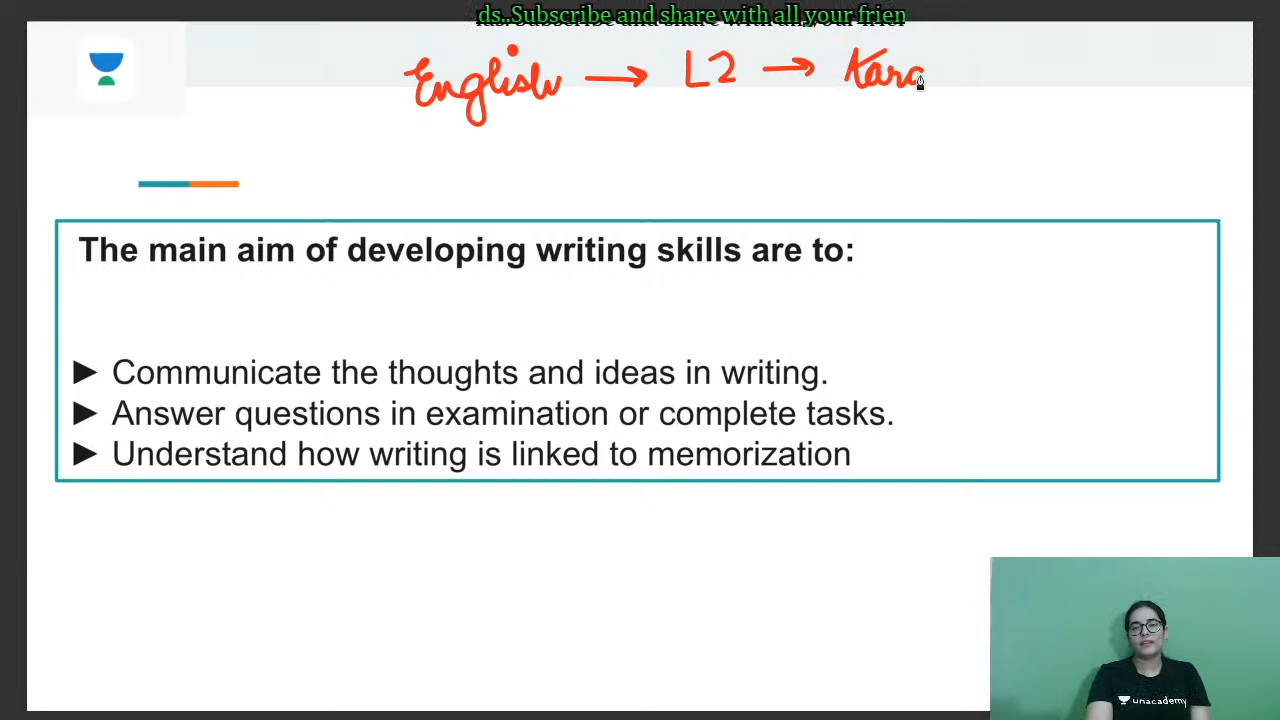 ds..Subscribe and share with all your frien
English → L2 → Kara
The main aim of developing writing skills are to:
► Communicate the thoughts and ideas in writing.
► Answer questions in examination or complete tasks.
► Understand how writing is linked to memorization
unacademy